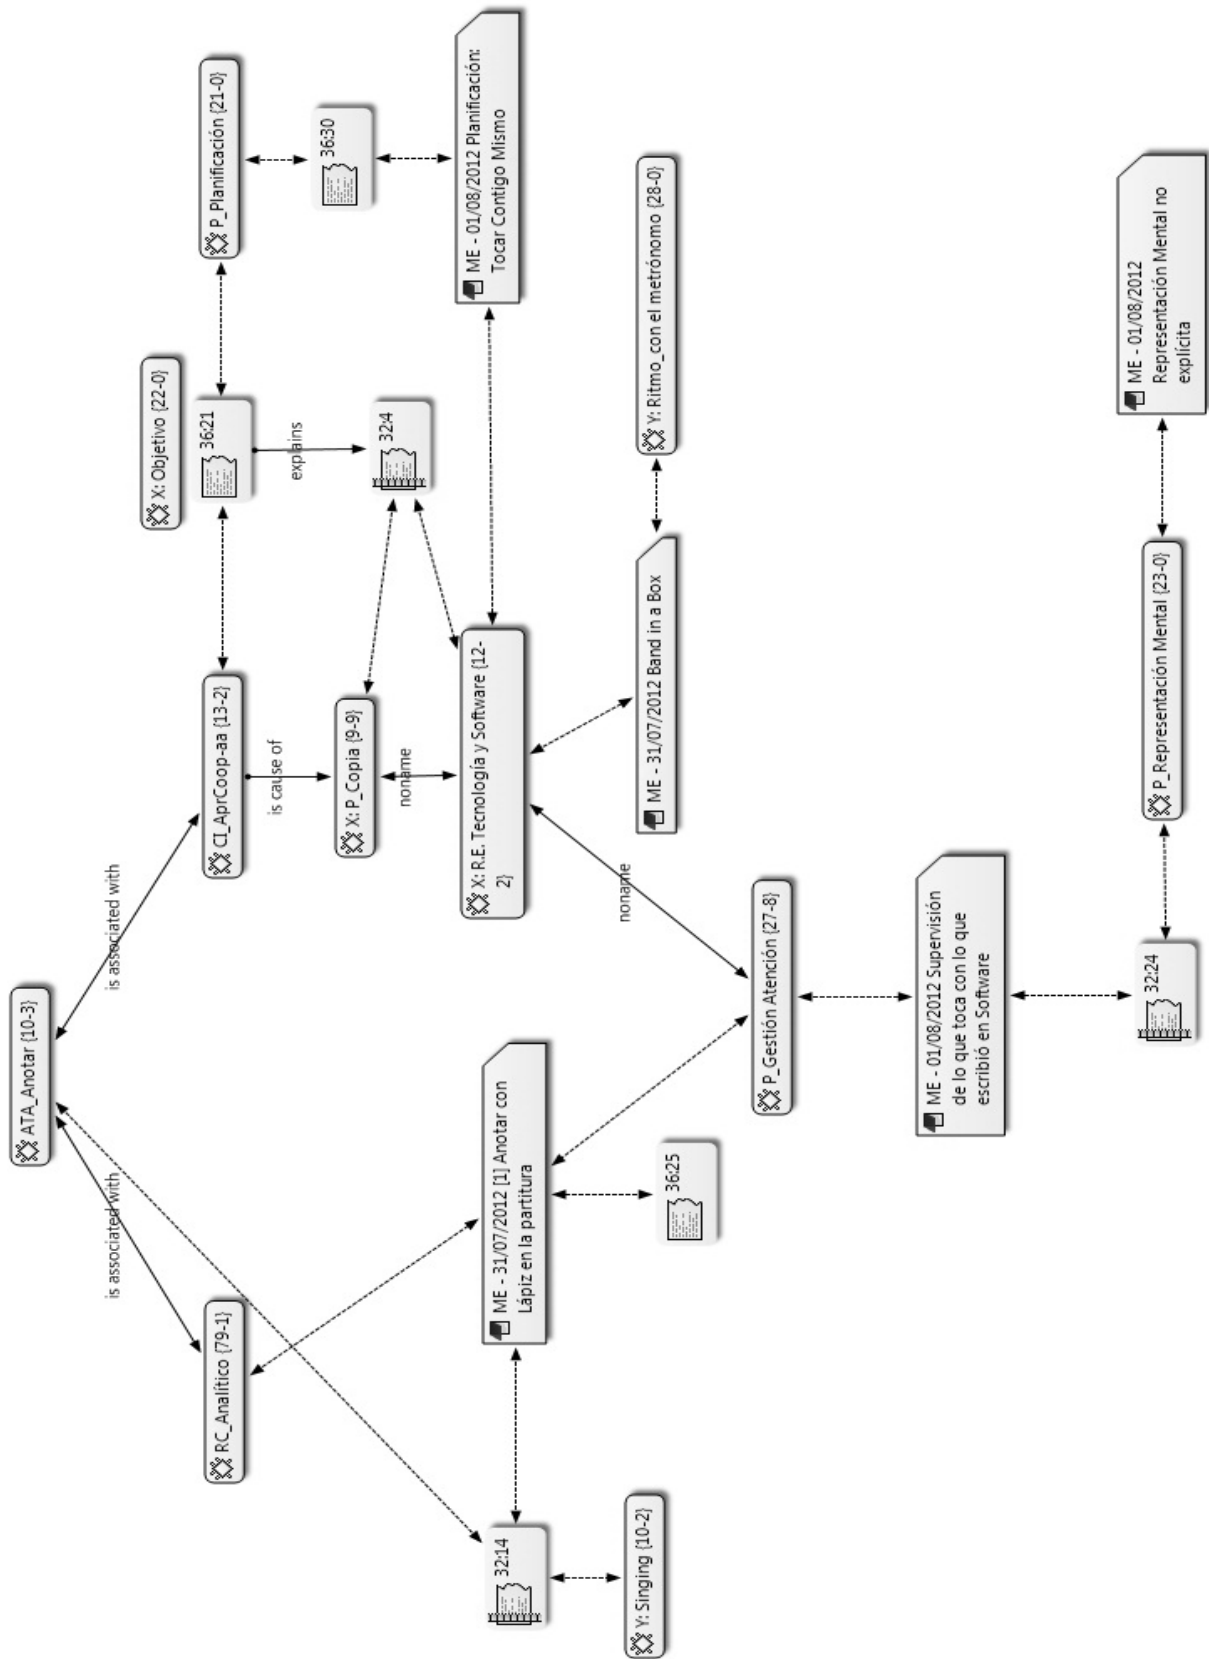 ATA_Anotar {10-3}
is associated with
is associated with
RC_Analítico {79-1}
CI_AprCoop-aa {13-2}
X: Objetivo {22-0}
36:21
P_Planificación {21-0}
is cause of
explains
36:30
X: P_Copia {9-9}
32:4
noname
32:14
ME - 31/07/2012 [1] Anotar con
Lápiz en la partitura
X: R.E. Tecnología y Software {12-
2}
ME - 01/08/2012 Planificación:
Tocar Contigo Mismo
Y: Singing {10-2}
36:25
noname
ME - 31/07/2012 Band in a Box
Y: Ritmo_con el metrónomo {28-0}
P_Gestión Atención {27-8}
ME - 01/08/2012 Supervisión
de lo que toca con lo que
escribió en Software
32:24
P_Representación Mental {23-0}
ME - 01/08/2012
Representación Mental no
explícita